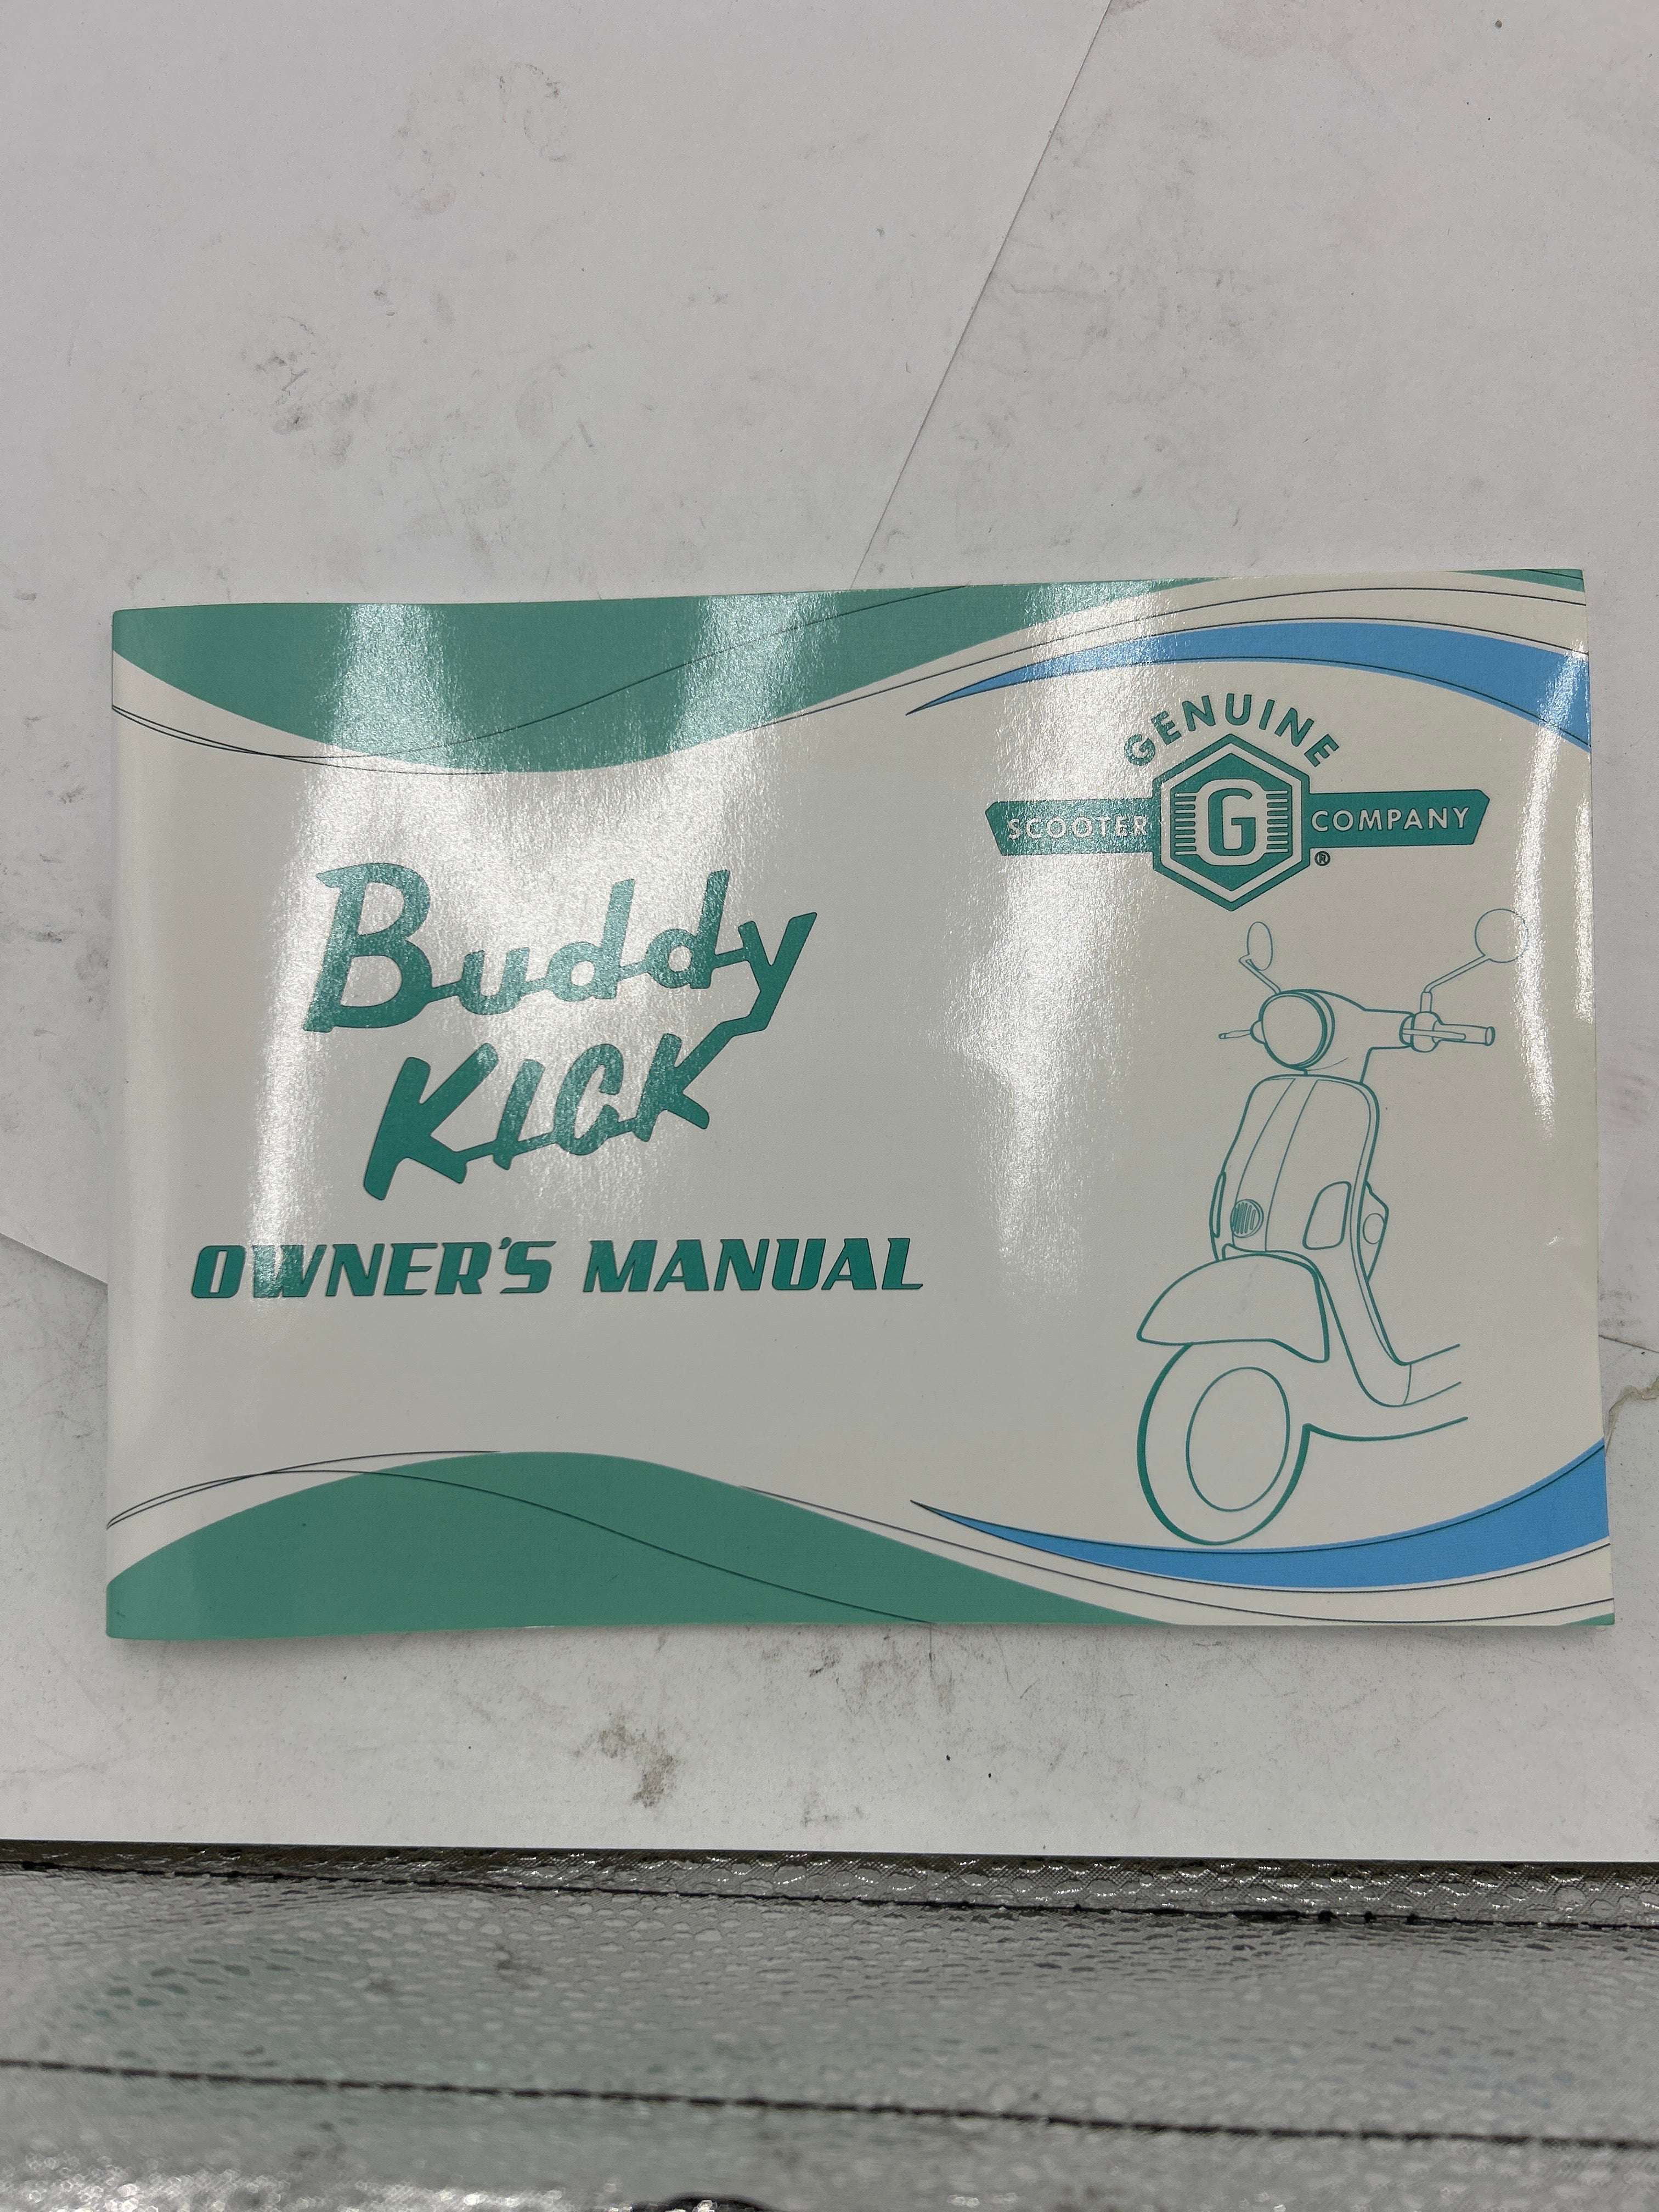 GENUINE
SCOOTER G COMPANY
®
Buddy
KICK
OWNER'S MANUAL